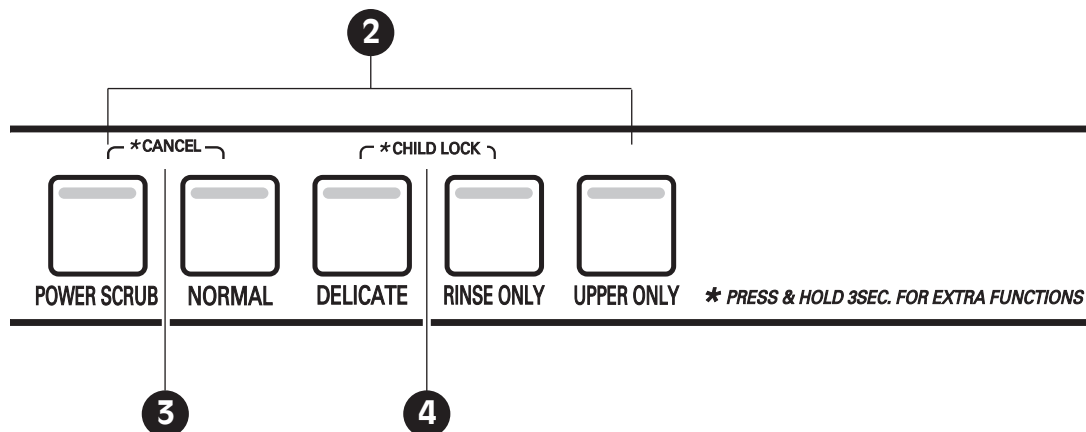 2
*CANCEL
*CHILD LOCK
POWER SCRUB NORMAL DELICATE RINSE ONLY UPPER ONLY * PRESS & HOLD 3SEC. FOR EXTRA FUNCTIONS
3 4